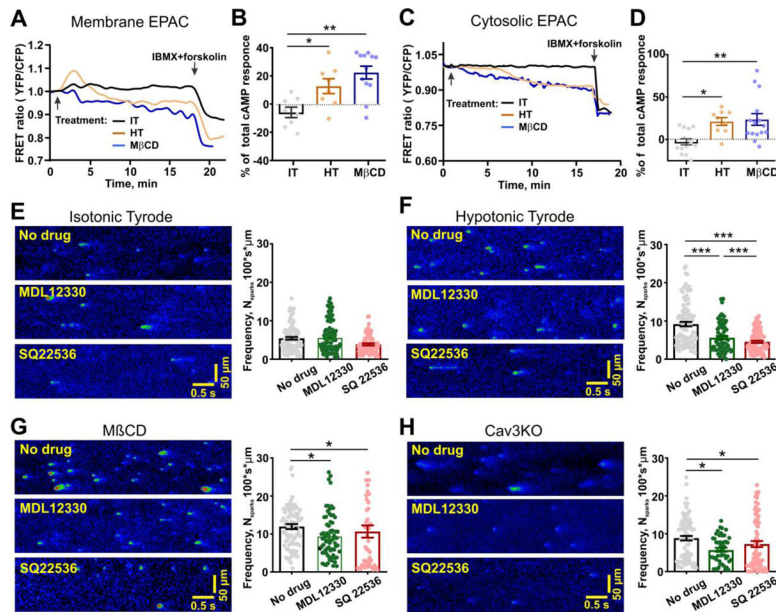 A Membrane EPAC
FRET ratio ( YFP/CFP)
1.2
1.1
1.0
0.9
0.8
0.7
IBMX+forskolin
Treatment:
IT
HT
MβCD
0 5 10 15 20
Time, min
B
% of total cAMP responce
60
40
20
0
-20
-40
**
*
IT HT MβCD
C Cytosolic EPAC
FRET ratio (YFP/CFP)
1.05
0.90
0.75
0.60
IBMX+forskolin
Treatment:
IT
HT
MβCD
0 5 10 15 20
Time, min
D
% of total cAMP responce
100
50
0
**
*
IT HT MβCD
E Isotonic Tyrode
No drug
MDL12330
SQ22536
0.5 s
50 µm
Frequency, Nsparks 100*s*µm
30
20
10
0
No drug MDL12330 SQ 22536
F Hypotonic Tyrode
No drug
MDL12330
SQ22536
0.5 s
50 µm
Frequency, Nsparks 100*s*µm
30
20
10
0
***
*** ***
No drug MDL12330 SQ 22536
G MßCD
No drug
MDL12330
SQ22536
0.5 s
50 µm
Frequency, Nsparks 100*s*µm
30
20
10
0
*
*
No drug MDL12330 SQ 22536
H Cav3KO
No drug
MDL12330
SQ22536
0.5 s
50 µm
Frequency, Nsparks 100*s*µm
30
20
10
0
*
*
No drug MDL12330 SQ 22536